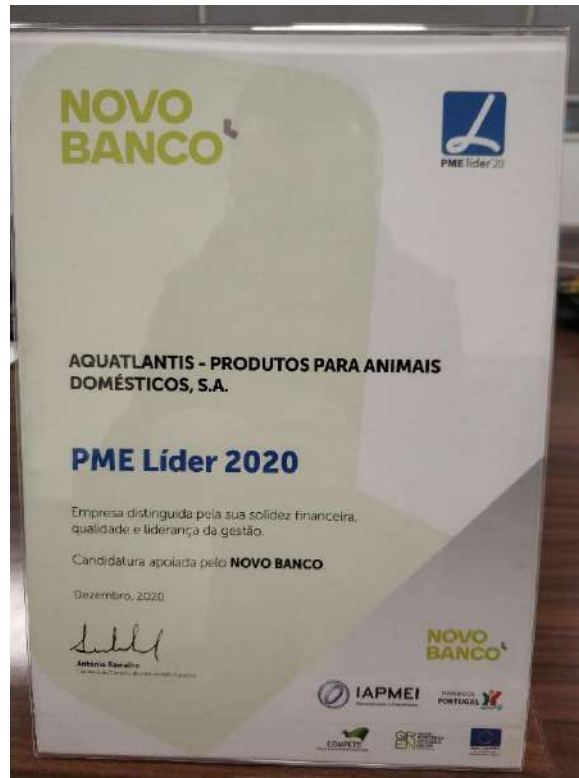 NOVO
BANCO
PME líder'20
AQUATLANTIS - PRODUTOS PARA ANIMAIS
DOMÉSTICOS, S.A.
PME Líder 2020
Empresa distinguida pela sua solidez financeira,
qualidade e liderança da gestão.
Candidatura apoiada pelo NOVO BANCO
Dezembro, 2020
António Ramalho
NOVO
BANCO
IAPMEI
PORTUGAL
COMPETE